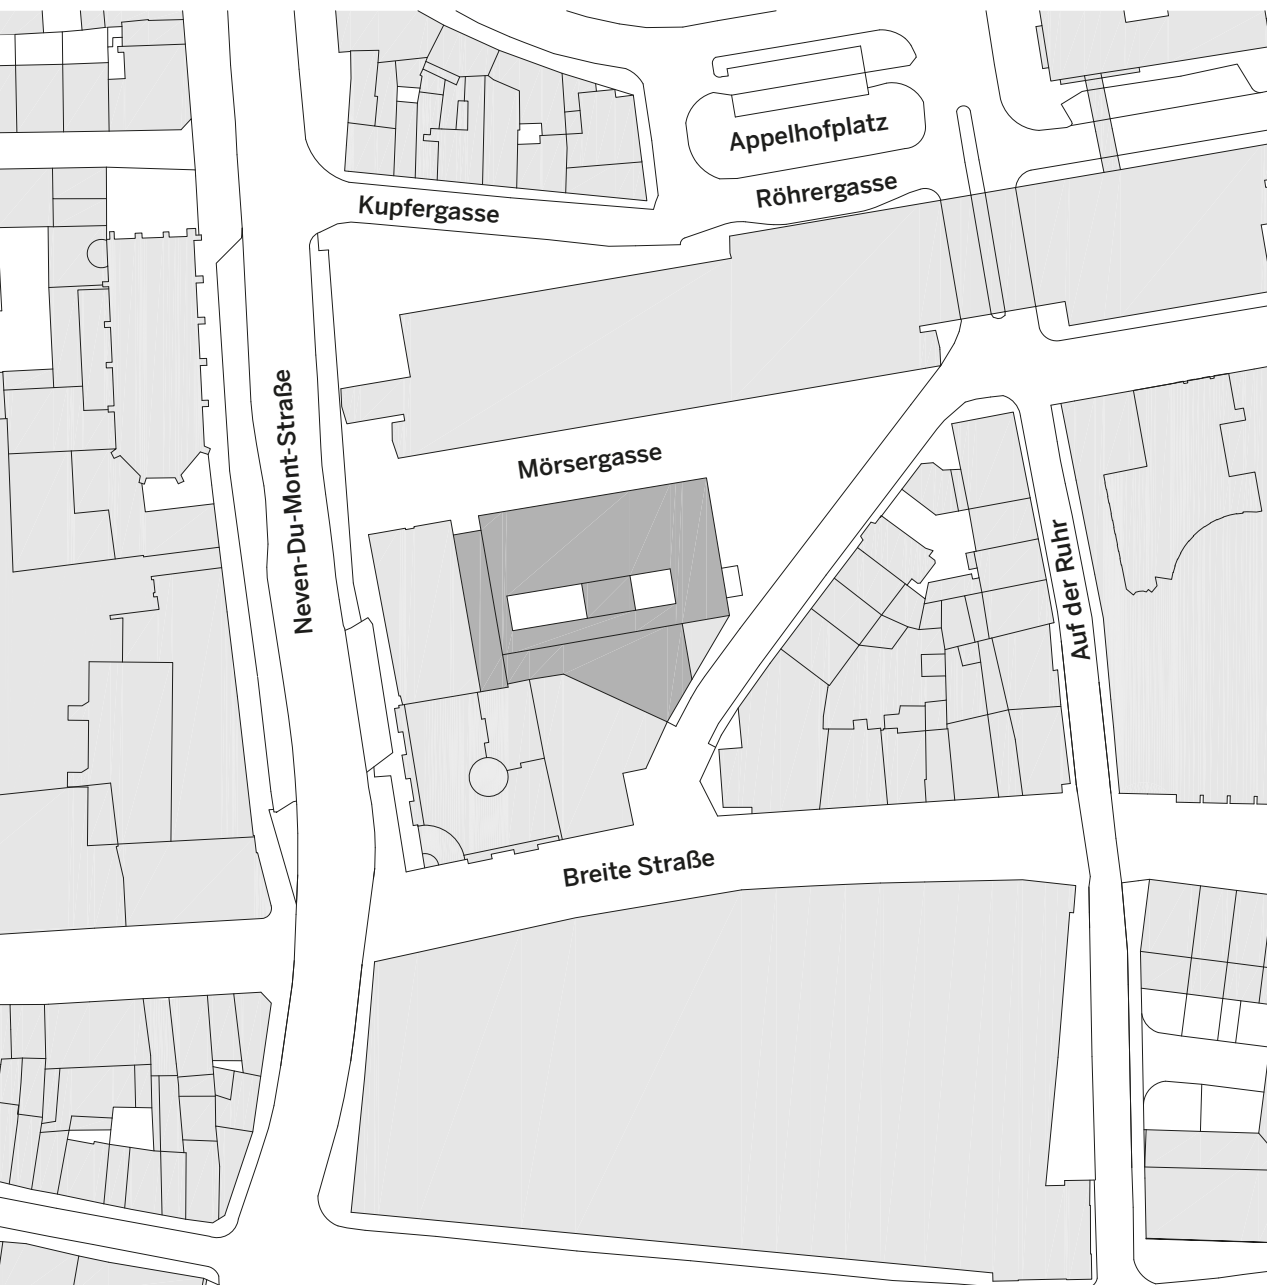 Appelhofplatz
Röhrergasse
Kupfergasse
Neven-Du-Mont-Straße
Mörsergasse
Auf der Ruhr
Breite Straße